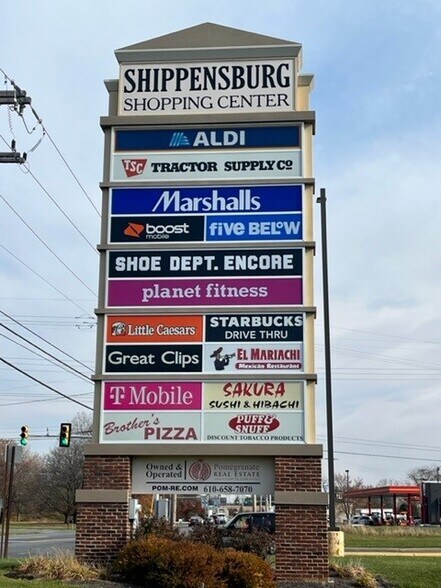 SHIPPENSBURG
SHOPPING CENTER
ALDI
TSC TRACTOR SUPPLY CO
Marshalls
boost mobile
five BELOW
SHOE DEPT. ENCORE
planet fitness
Little Caesars
STARBUCKS
DRIVE THRU
Great Clips
EL MARIACHI
Mexican Restaurant
T Mobile
SAKURA
SUSHI & HIBACHI
Brother's PIZZA
PUFF & SNUFF
DISCOUNT TOBACCO PRODUCTS
Owned & Operated
Pomegranate
REAL ESTATE
POM-RE.COM 610-658-7070